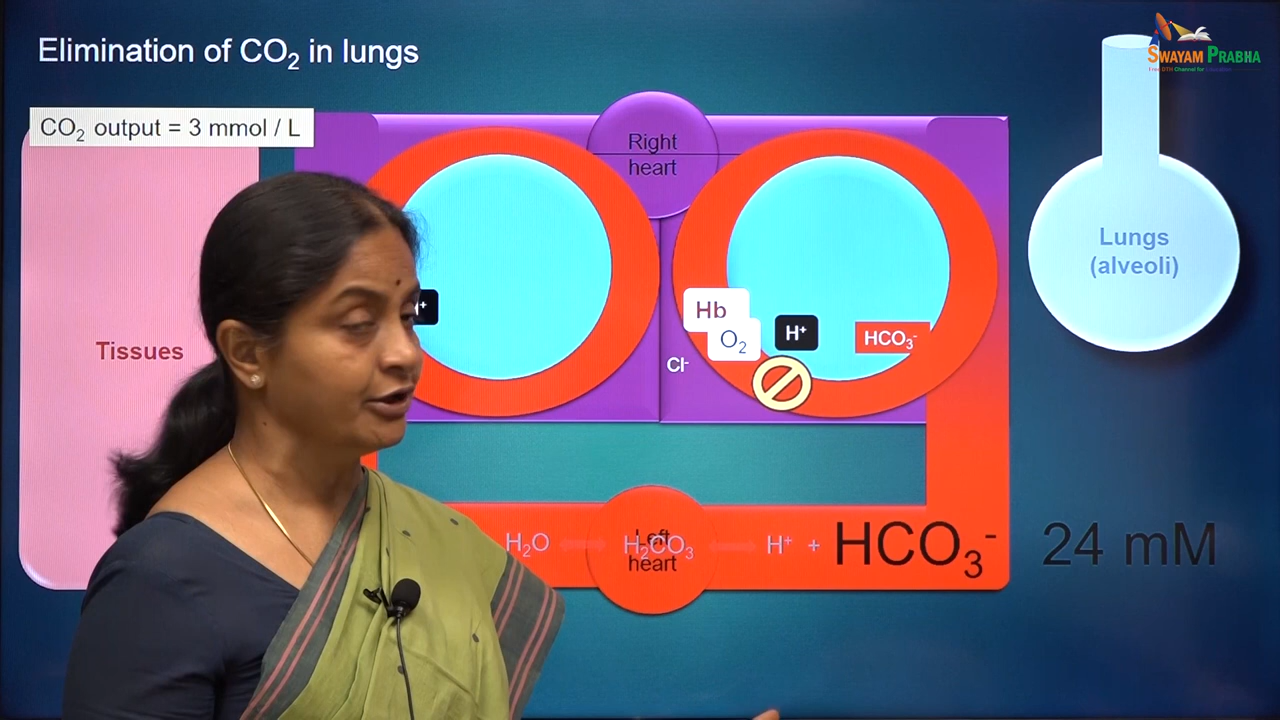 Elimination of CO₂ in lungs
SWAYAM PRABHA
CO₂ output = 3 mmol / L
Right
heart
Lungs
(alveoli)
H⁺
Hb
O₂
H⁺
HCO₃⁻
Tissues
Cl⁻
H₂O
Left
heart
H₂CO₃
H⁺ + HCO₃⁻ 24 mM